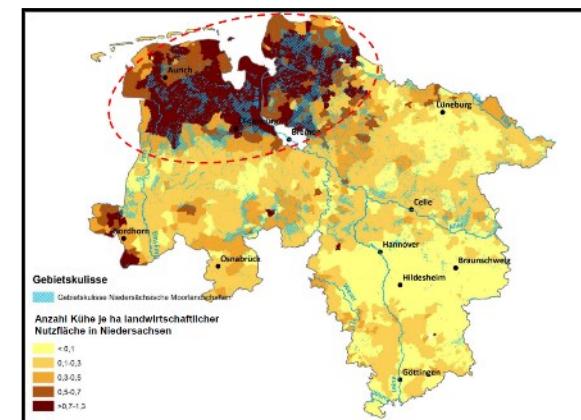 Aurich
Lüneburg
Celle
Nordhorn
Hannover
Osnabrück
Braunschweig
Hildesheim
Göttingen
Gebietskulisse
Gebietskulisse Niedersächsische Moorlandschaften
Anzahl Kühe je ha landwirtschaftlicher
Nutzfläche in Niedersachsen
< 0,1
0,1-0,3
0,3-0,5
0,5-0,7
>0,7-1,3